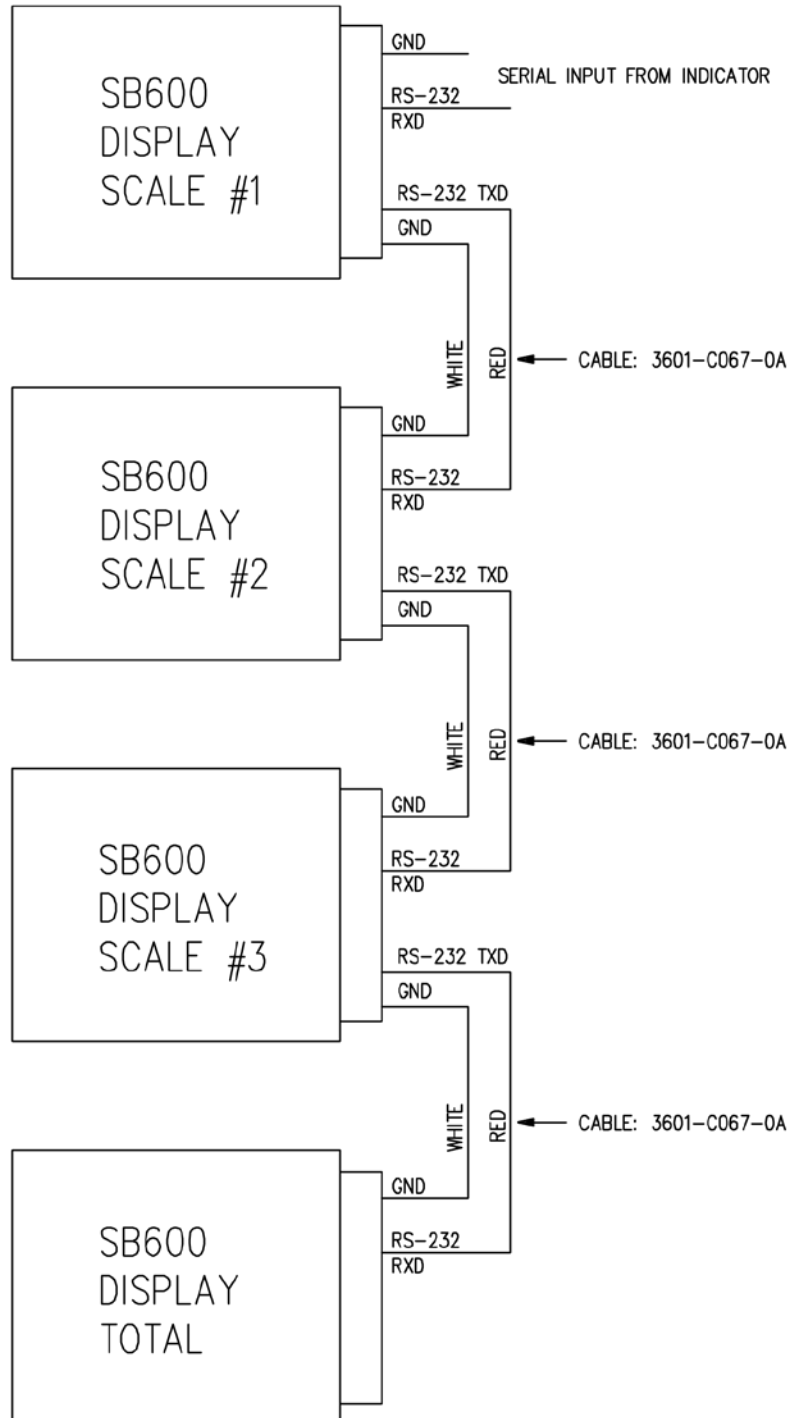 SB600
DISPLAY
SCALE #1
GND
SERIAL INPUT FROM INDICATOR
RS-232
RXD
RS-232 TXD
GND
WHITE
RED
CABLE: 3601-C067-0A
SB600
DISPLAY
SCALE #2
GND
RS-232
RXD
RS-232 TXD
GND
WHITE
RED
CABLE: 3601-C067-0A
SB600
DISPLAY
SCALE #3
GND
RS-232
RXD
RS-232 TXD
GND
WHITE
RED
CABLE: 3601-C067-0A
SB600
DISPLAY
TOTAL
GND
RS-232
RXD